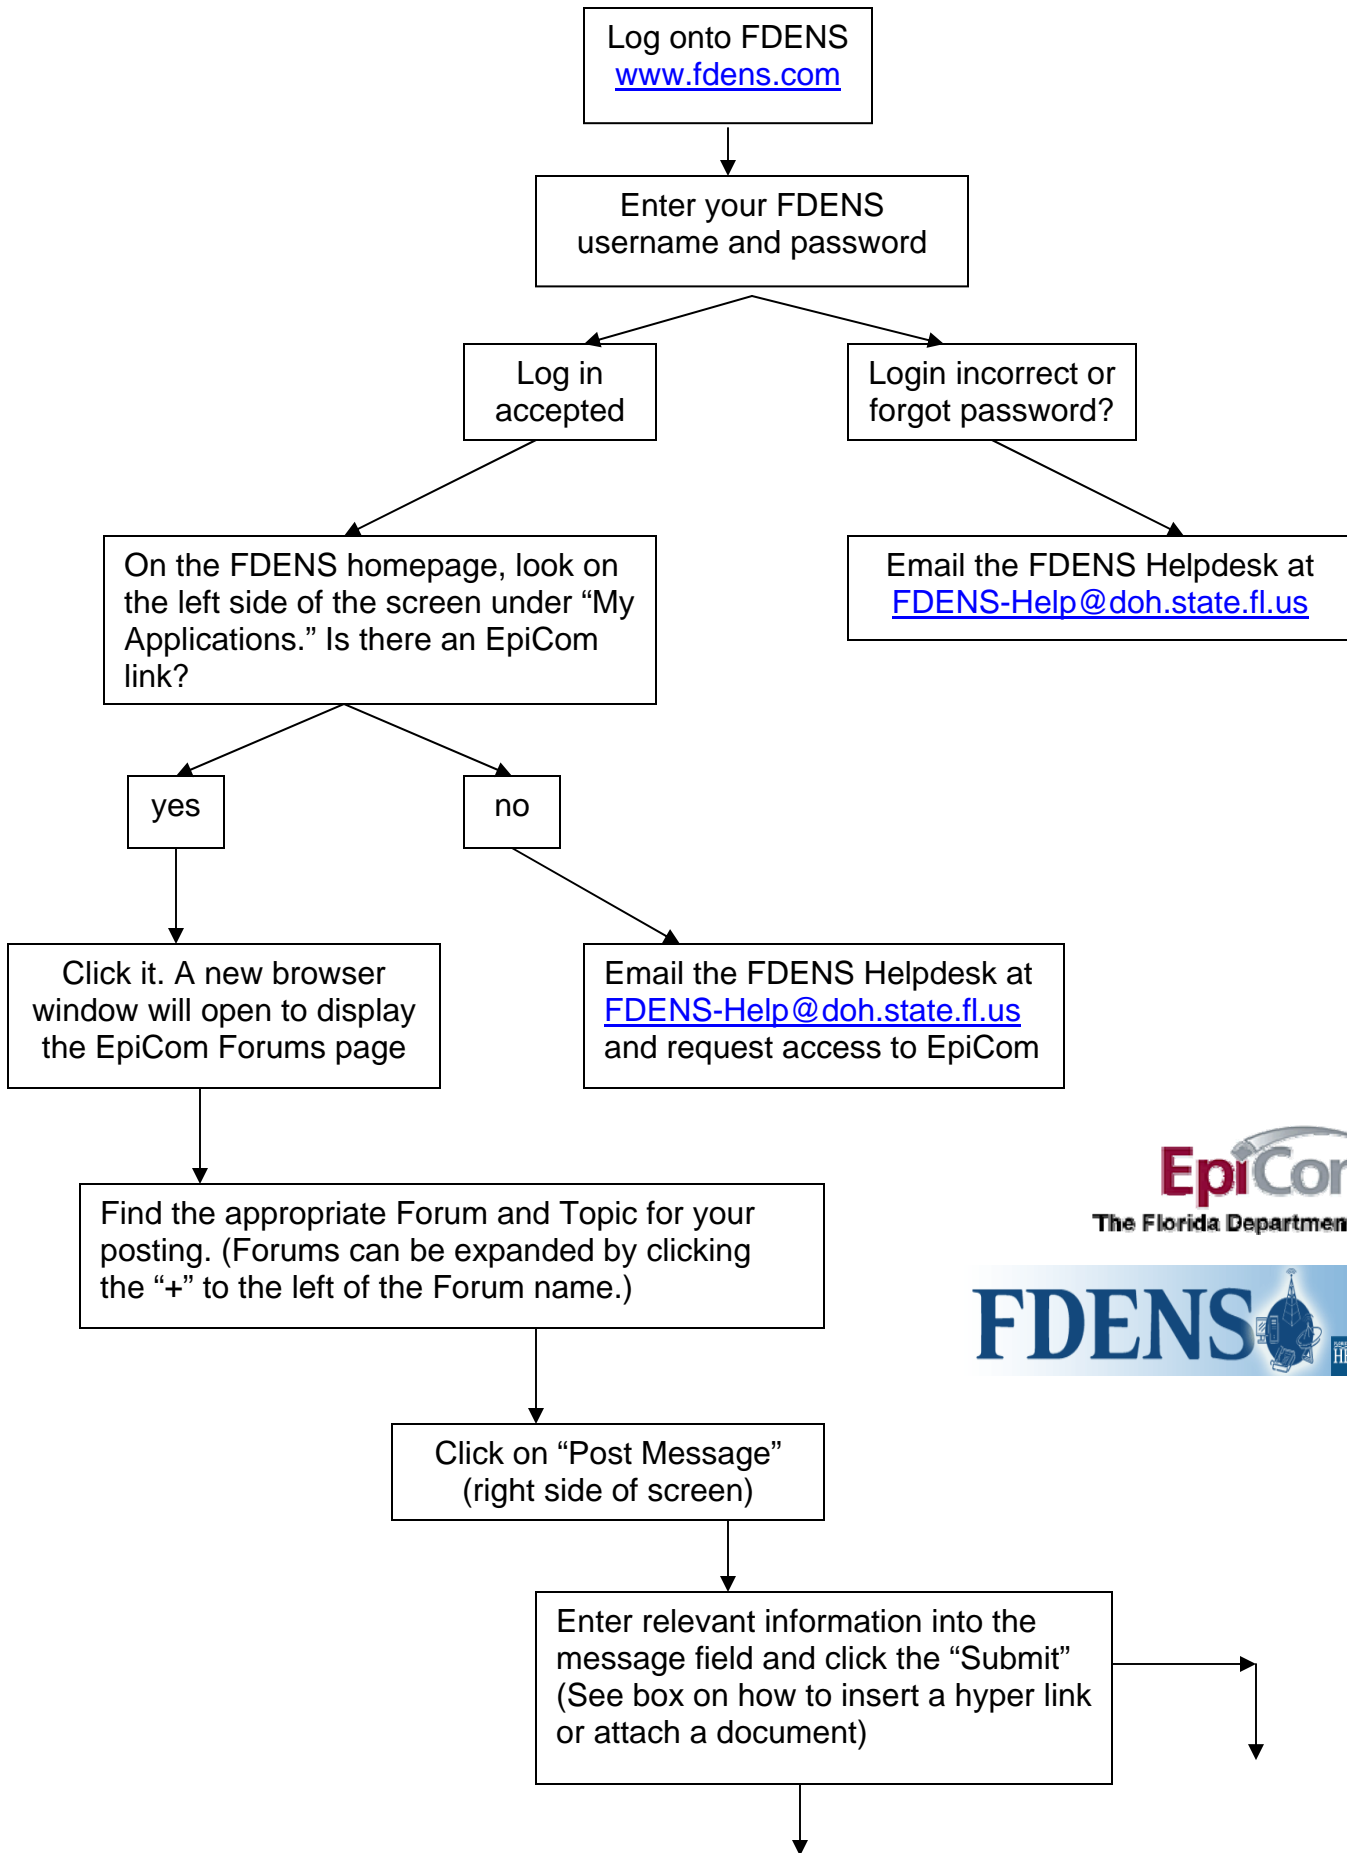 Log onto FDENS
www.fdens.com
Enter your FDENS
username and password
Log in
accepted
Login incorrect or
forgot password?
On the FDENS homepage, look on
the left side of the screen under “My
Applications.” Is there an EpiCom
link?
Email the FDENS Helpdesk at
FDENS-Help@doh.state.fl.us
yes
no
Click it. A new browser
window will open to display
the EpiCom Forums page
Email the FDENS Helpdesk at
FDENS-Help@doh.state.fl.us
and request access to EpiCom
Find the appropriate Forum and Topic for your
posting. (Forums can be expanded by clicking
the “+” to the left of the Forum name.)
The Florida
FDENS
Click on “Post Message”
(right side of screen)
Enter relevant information into the
message field and click the “Submit”
(See box on how to insert a hyper link
or attach a document)